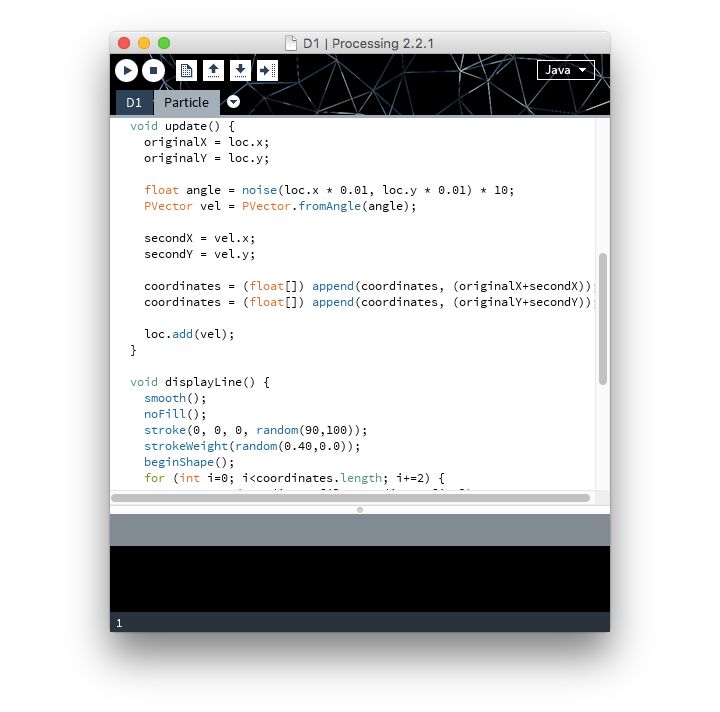 D1 | Processing 2.2.1
Java
D1 Particle
void update() {
originalX = loc.x;
originalY = loc.y;
float angle = noise(loc.x * 0.01, loc.y * 0.01) * 10;
PVector vel = PVector.fromAngle(angle);
secondX = vel.x;
secondY = vel.y;
coordinates = (float[]) append(coordinates, (originalX+secondX));
coordinates = (float[]) append(coordinates, (originalY+secondY));
loc.add(vel);
}
void displayLine() {
smooth();
noFill();
stroke(0, 0, 0, random(90,100));
strokeWeight(random(0.40,0.0));
beginShape();
for (int i=0; i<coordinates.length; i+=2) {
1